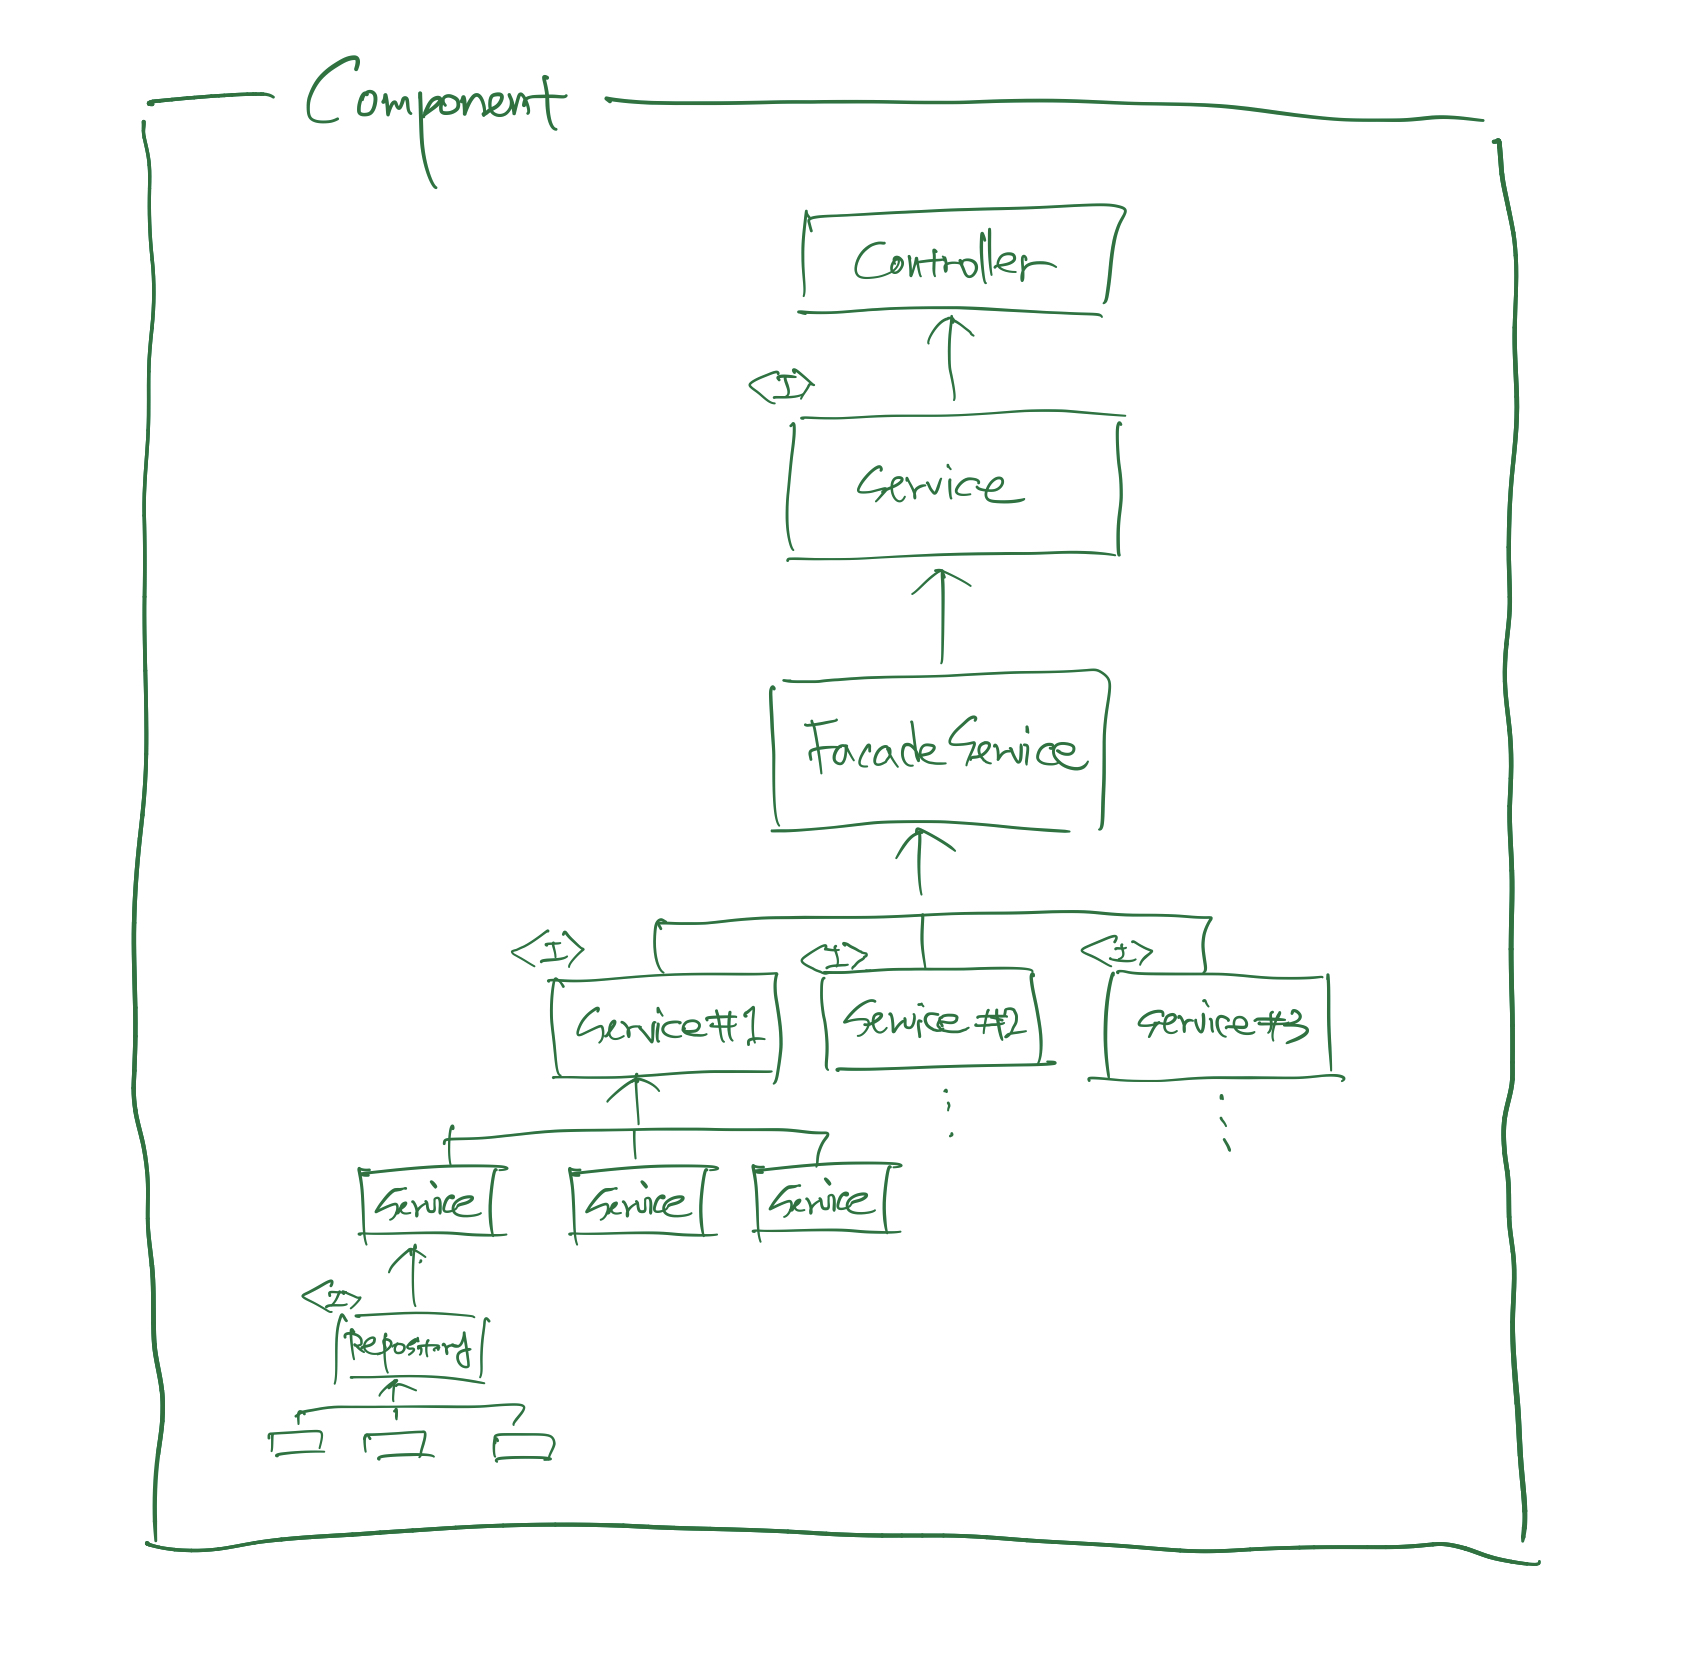 Component
Controller
<I>
Service
Facade Service
<I> <I> <I>
Service#1 Service #2 Service#3
Service Service Service
<I>
Repository